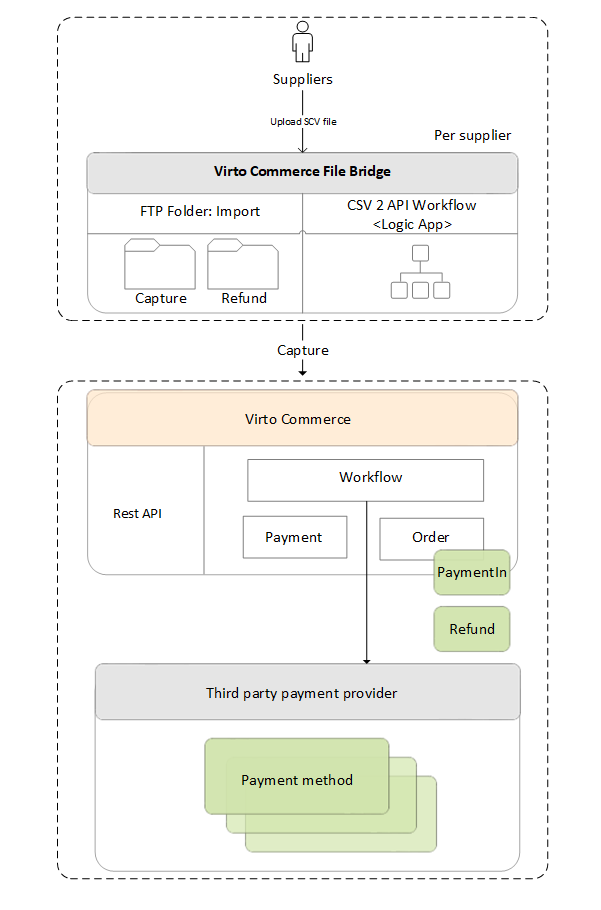 Suppliers
Upload SCV file
Per supplier
Virto Commerce File Bridge
FTP Folder: Import
CSV 2 API Workflow
<Logic App>
Capture
Refund
Capture
Virto Commerce
Rest API
Workflow
Payment
Order
PaymentIn
Refund
Third party payment provider
Payment method